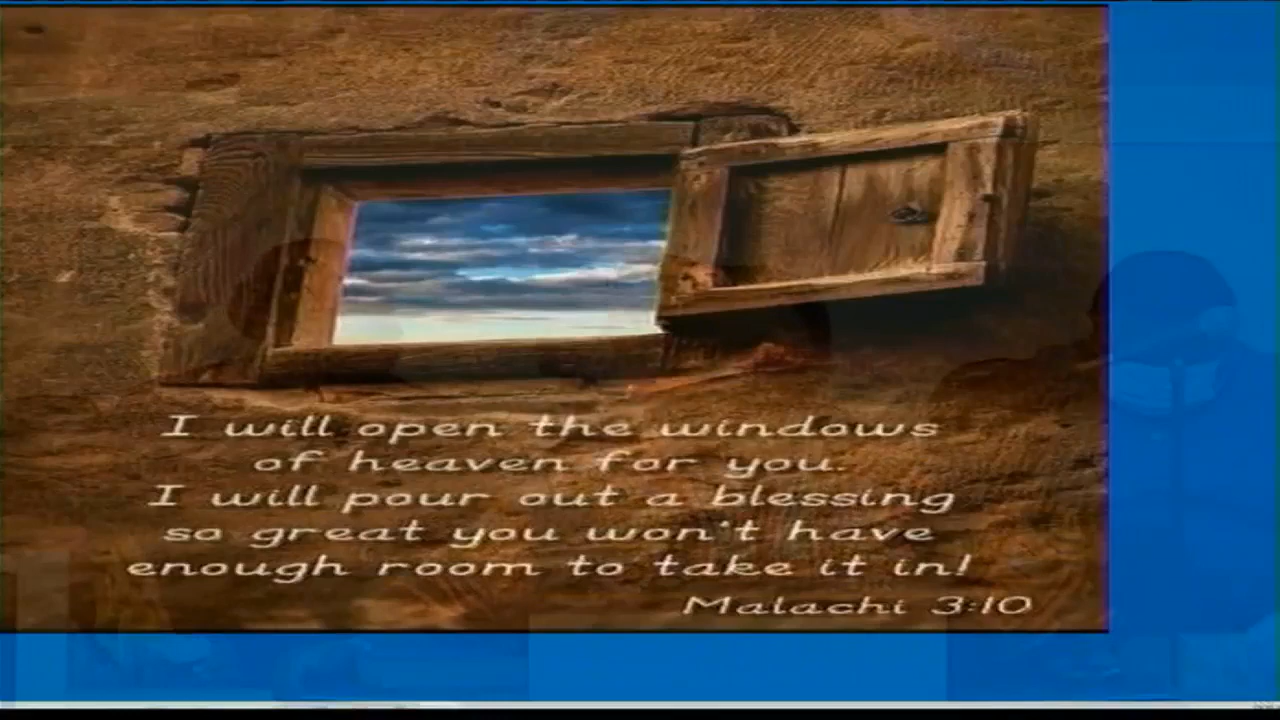 I will open the windows
of heaven for you.
I will pour out a blessing
so great you won't have
enough room to take it in!
Malachi 3:10